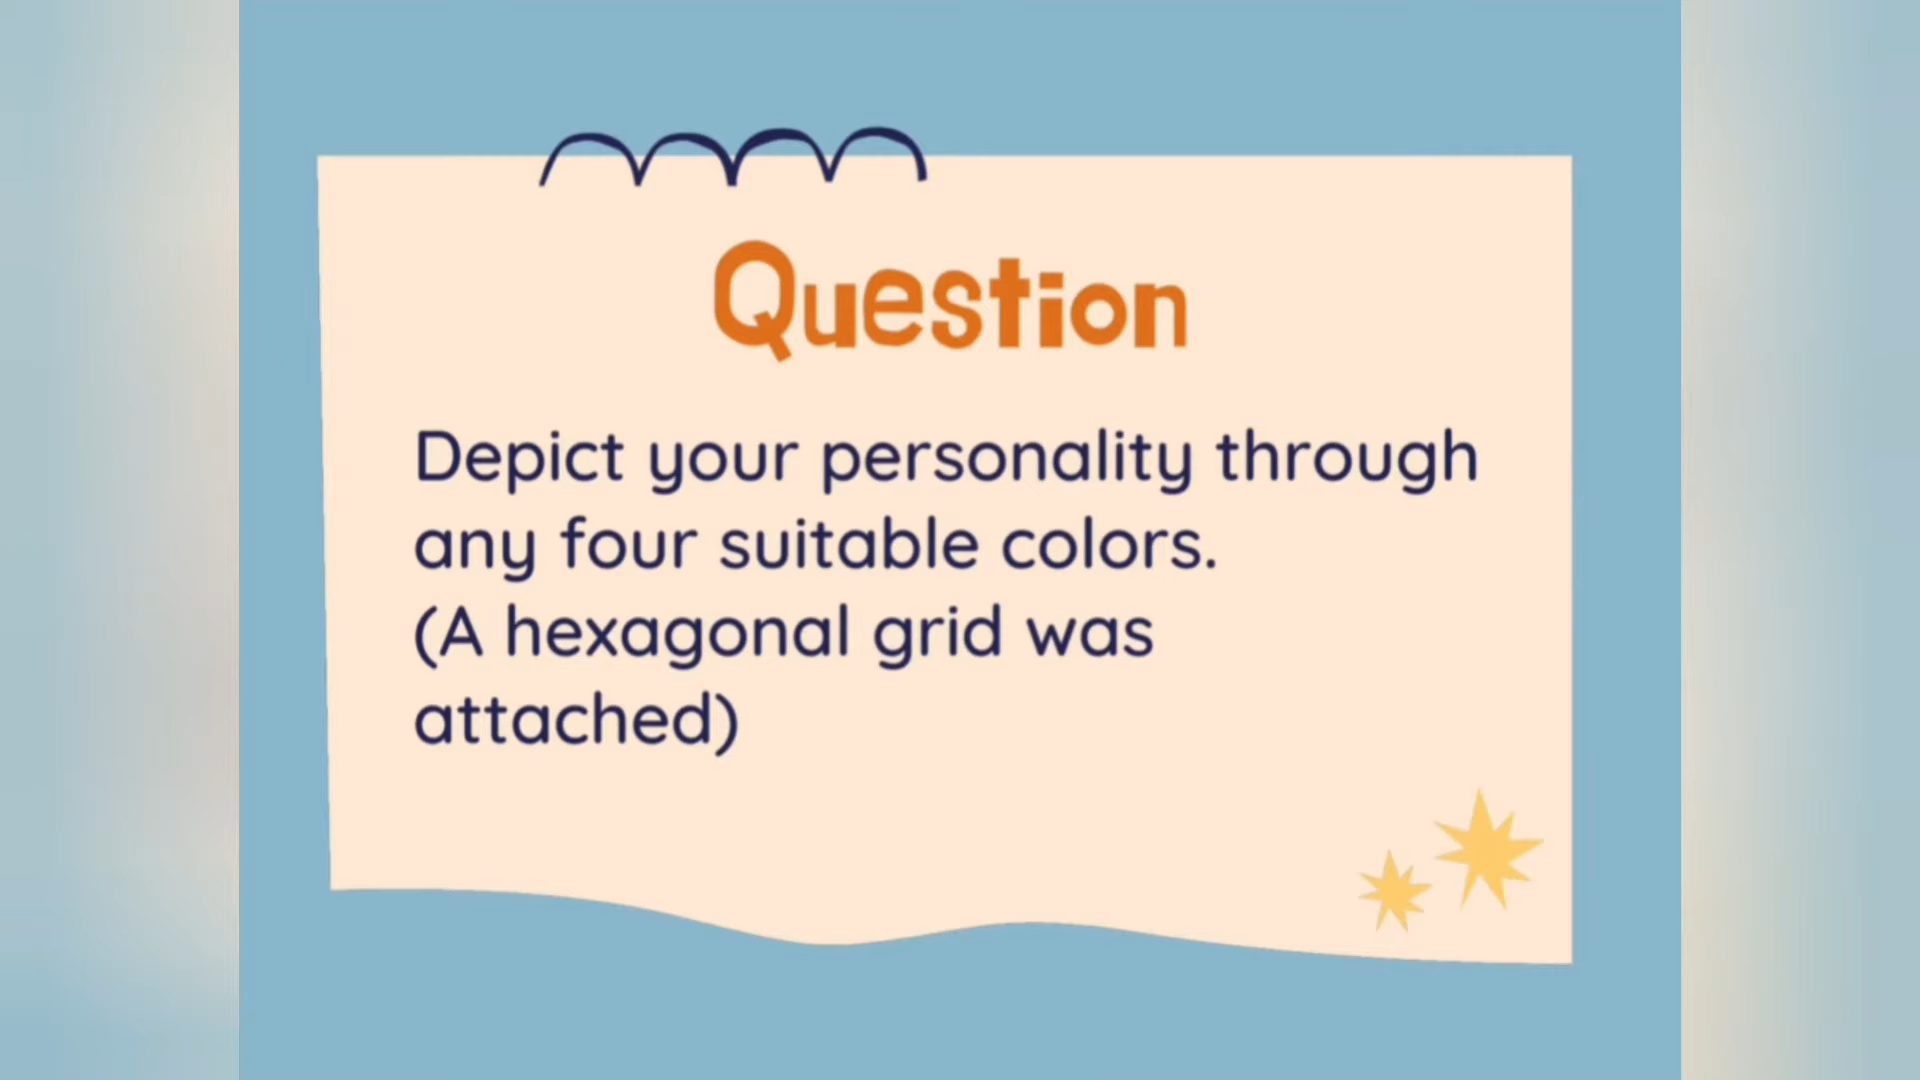 Question
Depict your personality through
any four suitable colors.
(A hexagonal grid was
attached)